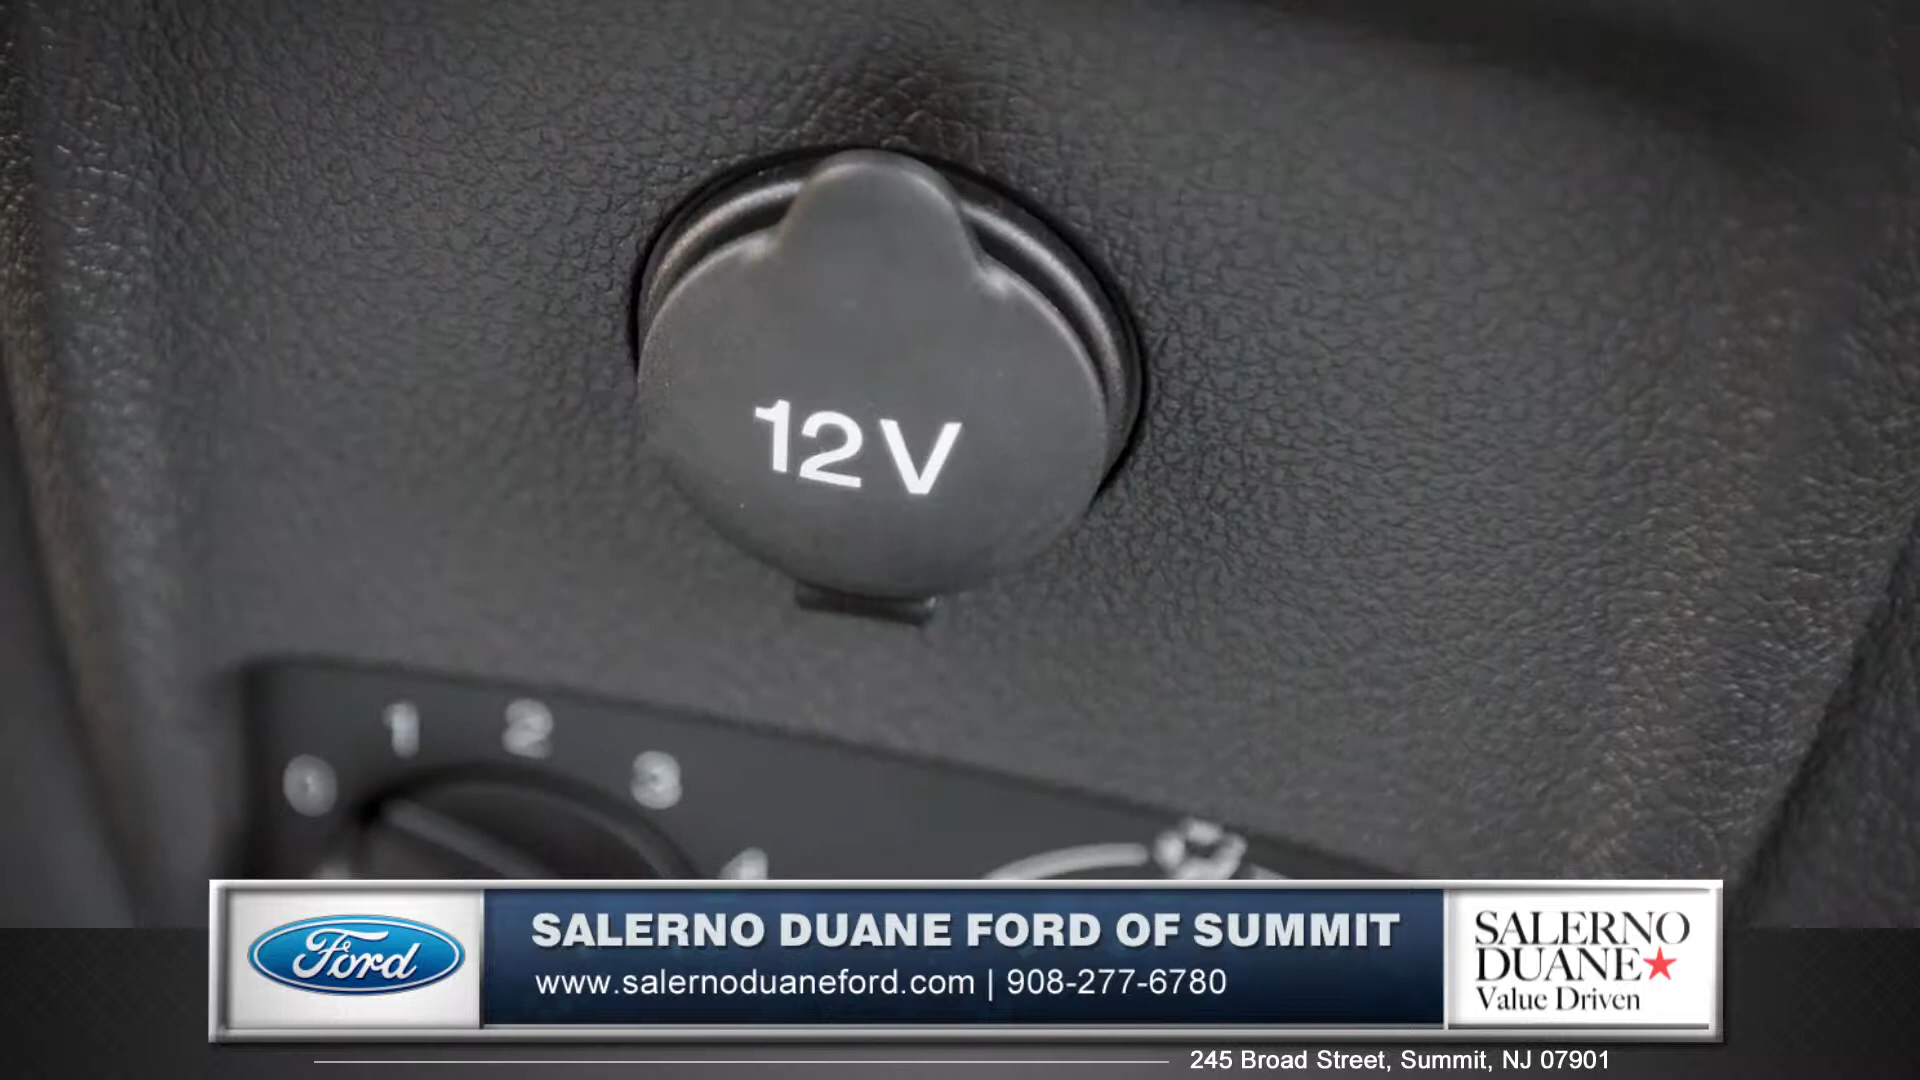 12V
1 2
3
4
Ford
SALERNO DUANE FORD OF SUMMIT
www.salernoduaneford.com | 908-277-6780
SALERNO
DUANE
Value Driven
245 Broad Street, Summit, NJ 07901